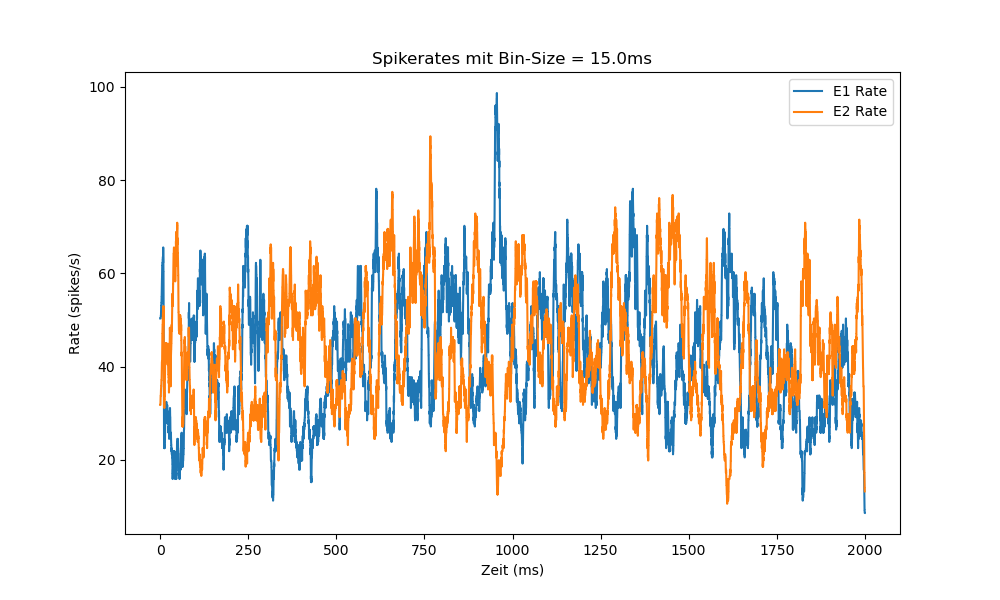 Spikerates mit Bin-Size = 15.0ms
E1 Rate
E2 Rate
Rate (spikes/s)
100
80
60
40
20
0 250 500 750 1000 1250 1500 1750 2000
Zeit (ms)